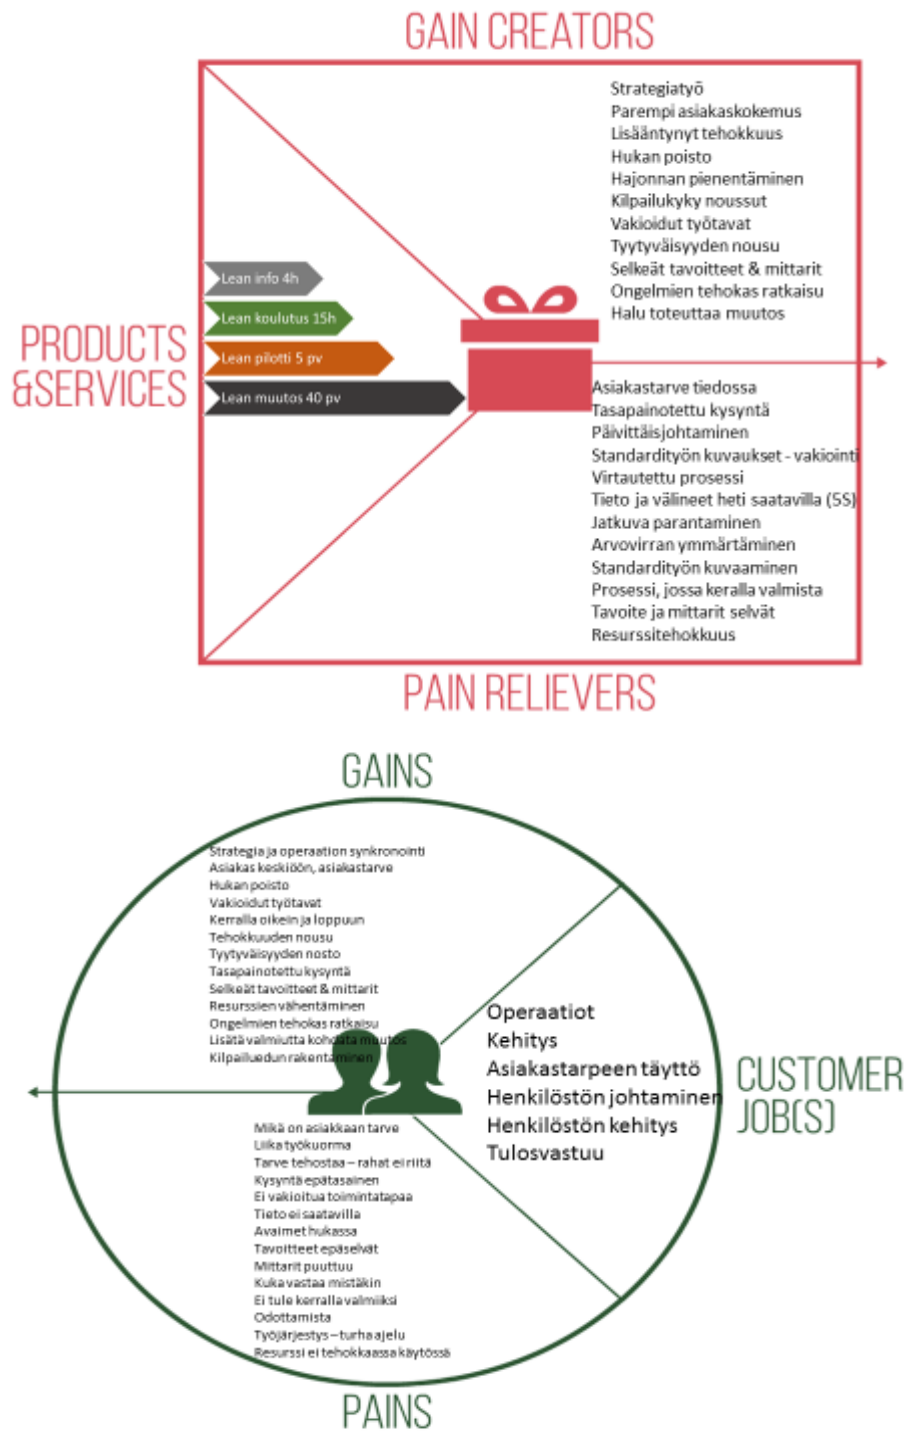 GAIN CREATORS
Strategiatyö
Parempi asiakaskokemus
Lisääntynyt tehokkuus
Hukan poisto
Hajonnan pienentäminen
Kilpailukyky noussut
Vakioidut työtavat
Tyytyväisyyden nousu
Selkeät tavoitteet & mittarit
Ongelmien tehokas ratkaisu
Halu toteuttaa muutos
PRODUCTS
&SERVICES
Lean info 4h
Lean koulutus 15h
Lean pilotti 5 pv
Lean muutos 40 pv
Asiakastarve tiedossa
Tasapainotettu kysyntä
Päivittäisjohtaminen
Standardityön kuvaukset - vakiointi
Virtautettu prosessi
Tieto ja välineet heti saatavilla (5S)
Jatkuva parantaminen
Arvovirran ymmärtäminen
Standardityön kuvaaminen
Prosessi, jossa keralla valmista
Tavoite ja mittarit selvät
Resurssitehokkuus
PAIN RELIEVERS
GAINS
Strategia ja operaation synkronointi
Asiakas keskiöön, asiakastarve
Hukan poisto
Vakioidut työtavat
Kerralla oikein ja loppuun
Tehokkuuden nousu
Tyytyväisyyden nosto
Tasapainotettu kysyntä
Selkeät tavoitteet & mittarit
Resurssien vähentäminen
Ongelmien tehokas ratkaisu
Lisätä valmiutta kohdata muutos
Kilpailuedun rakentaminen
Operaatiot
Kehitys
Asiakastarpeen täyttö
Henkilöstön johtaminen
Henkilöstön kehitys
Tulosvastuu
CUSTOMER
JOB(S)
Mikä on asiakkaan tarve
Liika työkuorma
Tarve tehostaa – rahat ei riitä
Kysyntä epätasainen
Ei vakioitua toimintatapaa
Tieto ei saatavilla
Avaimet hukassa
Tavoitteet epäselvät
Mittarit puuttuu
Kuka vastaa mistäkin
Ei tule kerralla valmiiksi
Odottamista
Työjärjestys – turha ajelu
Resurssi ei tehokkaassa käytössä
PAINS